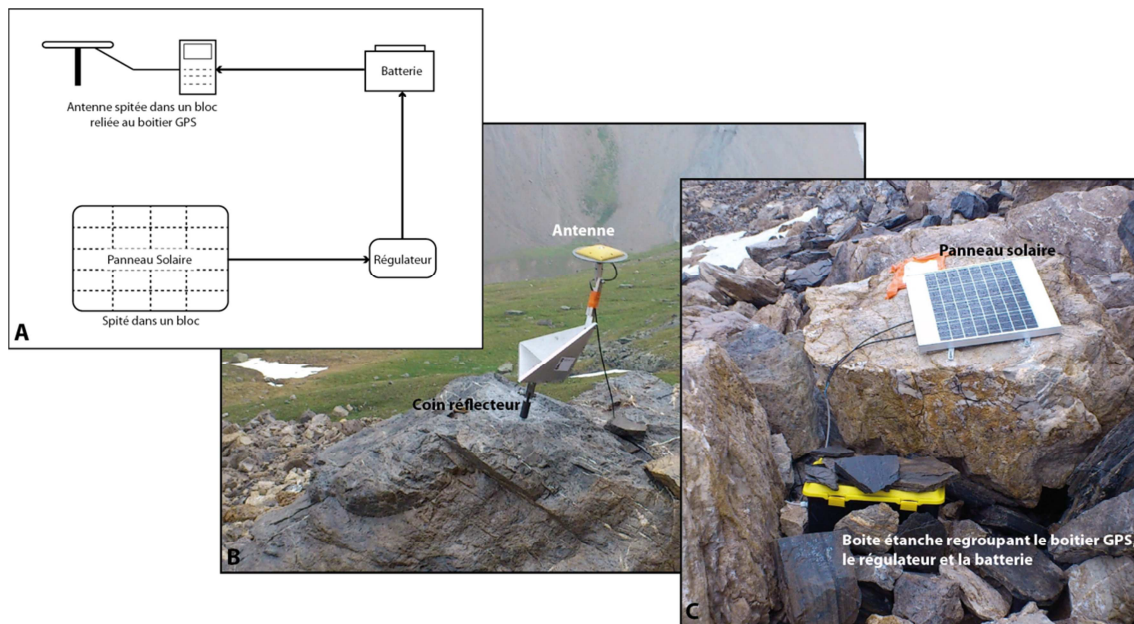 Antenne spitée dans un bloc
reliée au boitier GPS
Batterie
Panneau Solaire
Régulateur
Spité dans un bloc
A
Antenne
Coin réflecteur
B
Panneau solaire
Boite étanche regroupant le boitier GPS,
le régulateur et la batterie
C